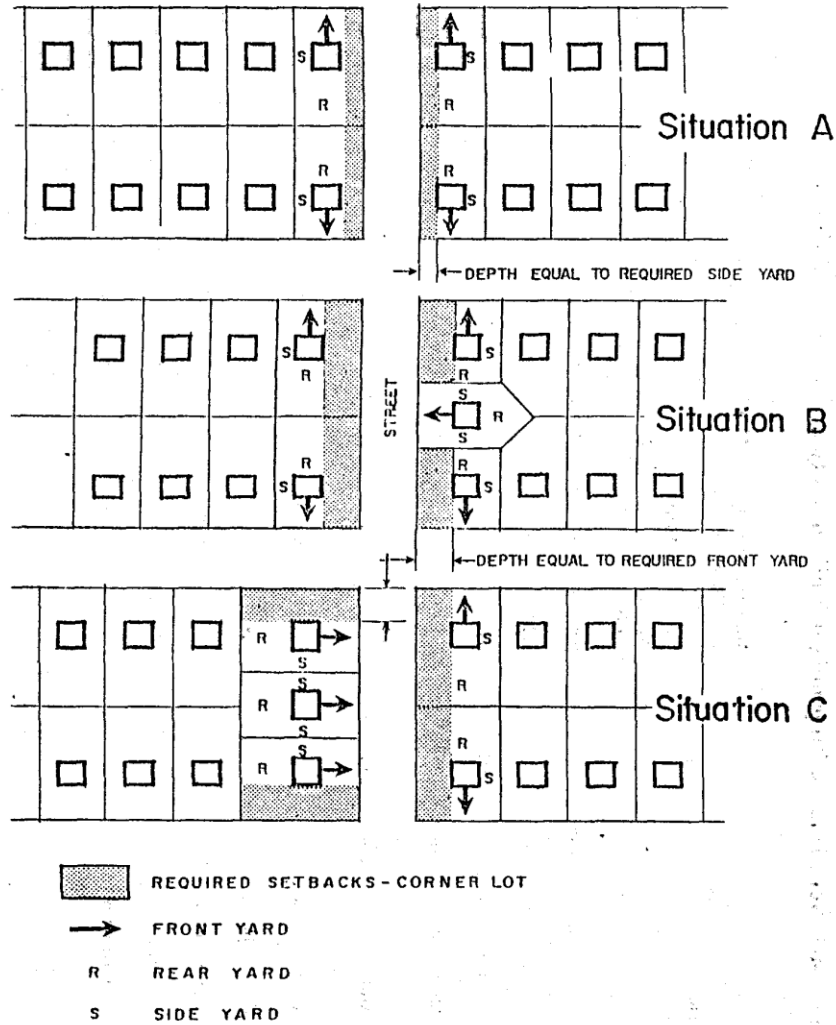 S S
R R
Situation A
R R
S S
DEPTH EQUAL TO REQUIRED SIDE YARD
S S
R R
S
STREET
R
Situation B
S
R R
S S
DEPTH EQUAL TO REQUIRED FRONT YARD
R S
S
S
R R
S
Situation C
S R
R S
REQUIRED SETBACKS-CORNER LOT
FRONT YARD
R REAR YARD
S SIDE YARD